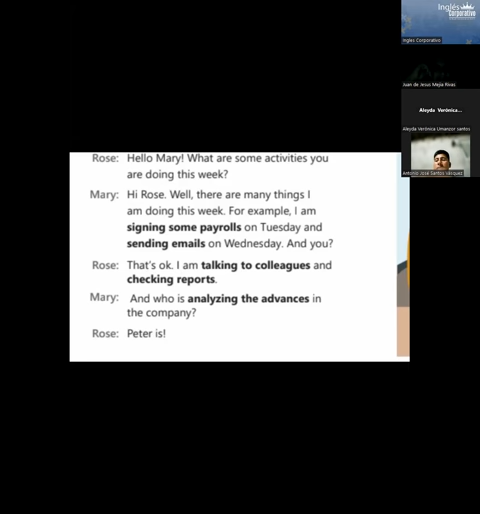 Inglés
Corporativo
Ingles Corporativo
Juan de Jesus Mejia Rivas
Aleyda Verónica...
Aleyda Verónica Umanzor santos
Antonio José Santos Vásquez
Rose: Hello Mary! What are some activities you
are doing this week?
Mary: Hi Rose. Well, there are many things I
am doing this week. For example, I am
signing some payrolls on Tuesday and
sending emails on Wednesday. And you?
Rose: That's ok. I am talking to colleagues and
checking reports.
Mary: And who is analyzing the advances in
the company?
Rose: Peter is!